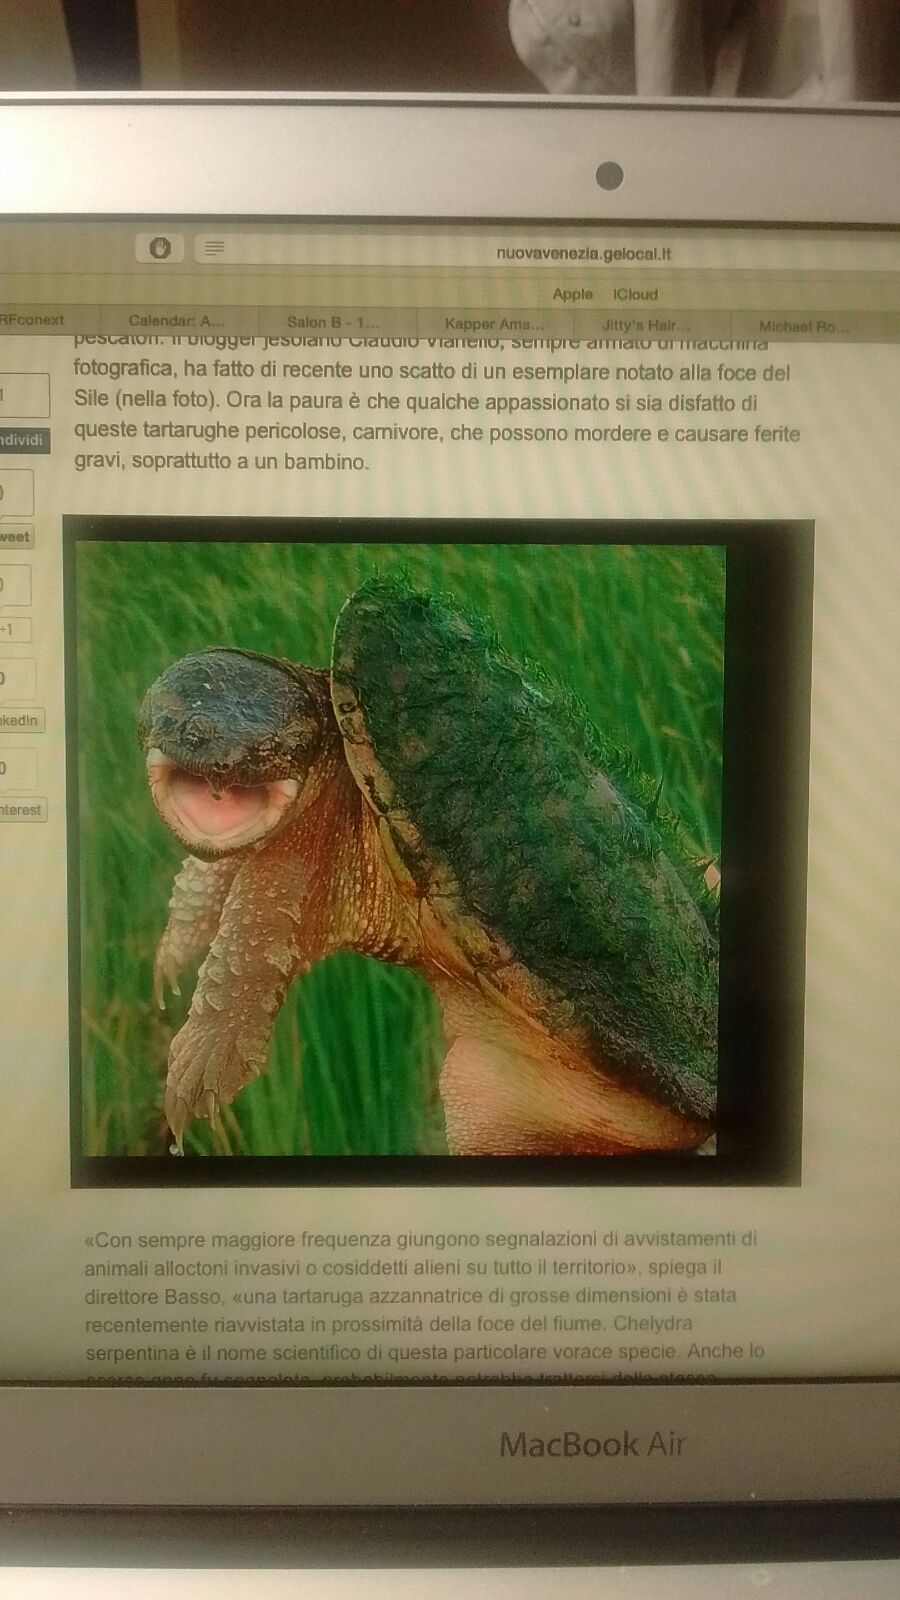 nuovavenezia.gelocal.it
Apple iCloud
RFconext Calendar: A... Salon B - 1... Kapper Ams... Jitty's Hair... Michael Ro...
pescatori. Il blogger jesolano Claudio Vianello, sempre armato di macchina
fotografica, ha fatto di recente uno scatto di un esemplare notato alla foce del
Sile (nella foto). Ora la paura è che qualche appassionato si sia disfatto di
queste tartarughe pericolose, carnivore, che possono mordere e causare ferite
gravi, soprattutto a un bambino.
1
ndividi
0
weet
0
+1
0
nkedIn
0
nterest
«Con sempre maggiore frequenza giungono segnalazioni di avvistamenti di
animali alloctoni invasivi o cosiddetti alieni su tutto il territorio», spiega il
direttore Basso, «una tartaruga azzannatrice di grosse dimensioni è stata
recentemente riavvistata in prossimità della foce del fiume. Chelydra
serpentina è il nome scientifico di questa particolare vorace specie. Anche lo
MacBook Air